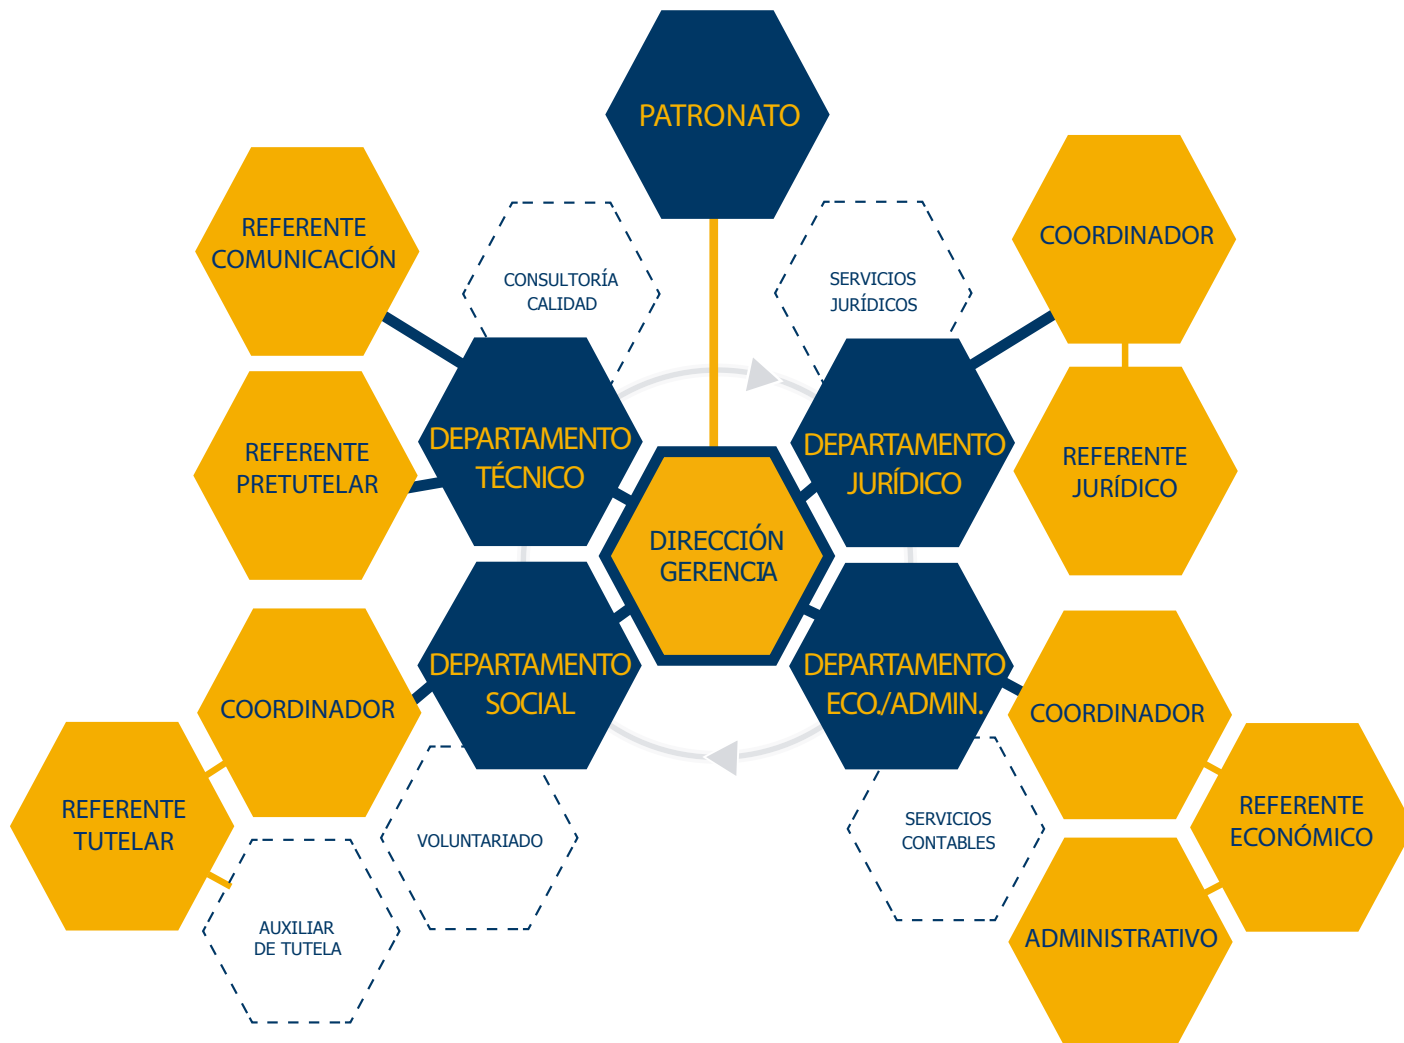 PATRONATO
REFERENTE
COMUNICACIÓN
CONSULTORÍA
CALIDAD
SERVICIOS
JURÍDICOS
COORDINADOR
REFERENTE
PRETUTELAR
DEPARTAMENTO
TÉCNICO
DEPARTAMENTO
JURÍDICO
REFERENTE
JURÍDICO
DIRECCIÓN
GERENCIA
COORDINADOR
DEPARTAMENTO
SOCIAL
DEPARTAMENTO
ECO./ADMIN.
COORDINADOR
REFERENTE
TUTELAR
VOLUNTARIADO
SERVICIOS
CONTABLES
REFERENTE
ECONÓMICO
AUXILIAR
DE TUTELA
ADMINISTRATIVO